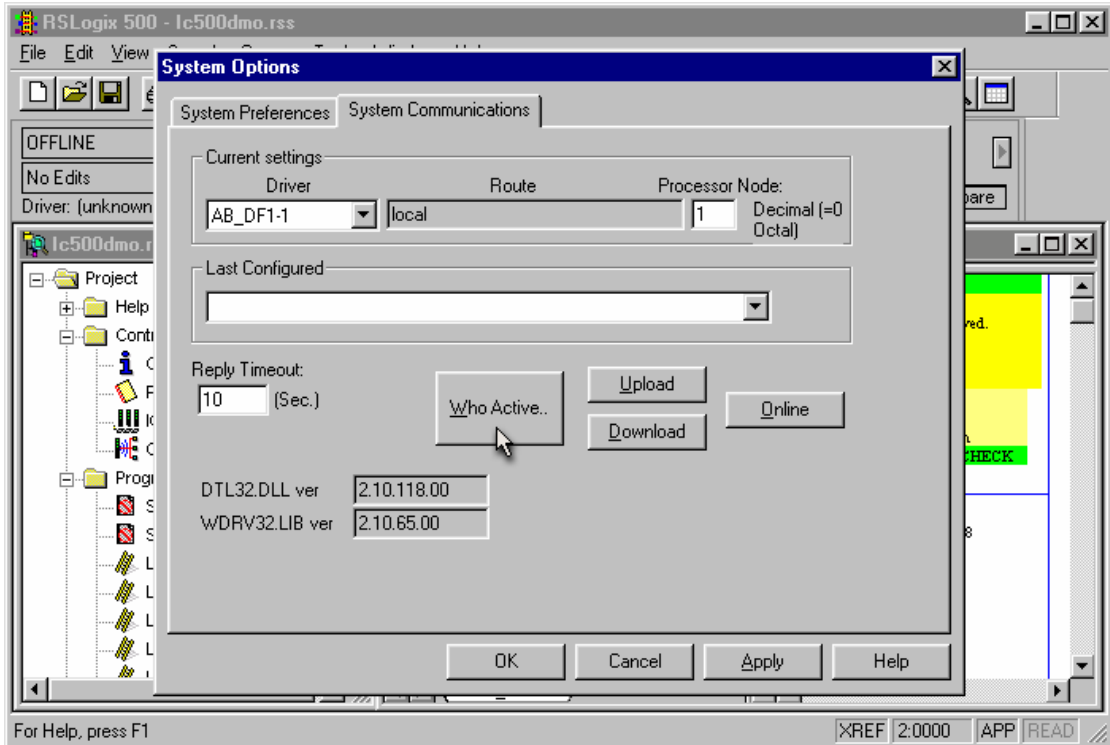 RSLogix 500 - lc500dmo.rss
File Edit View
System Options
System Preferences System Communications
OFFLINE
No Edits
Driver: (unknown
Current settings
Driver Route Processor Node:
AB_DF1-1 local 1 Decimal (=0
Octal)
lc500dmo.r
Last Configured
Project
Help
Contr
Reply Timeout:
10 (Sec.)
Who Active..
Upload
Download
Online
ved.
CHECK
Progr
DTL32.DLL ver 2.10.118.00
WDRV32.LIB ver 2.10.65.00
OK Cancel Apply Help
For Help, press F1 XREF 2:0000 APP READ